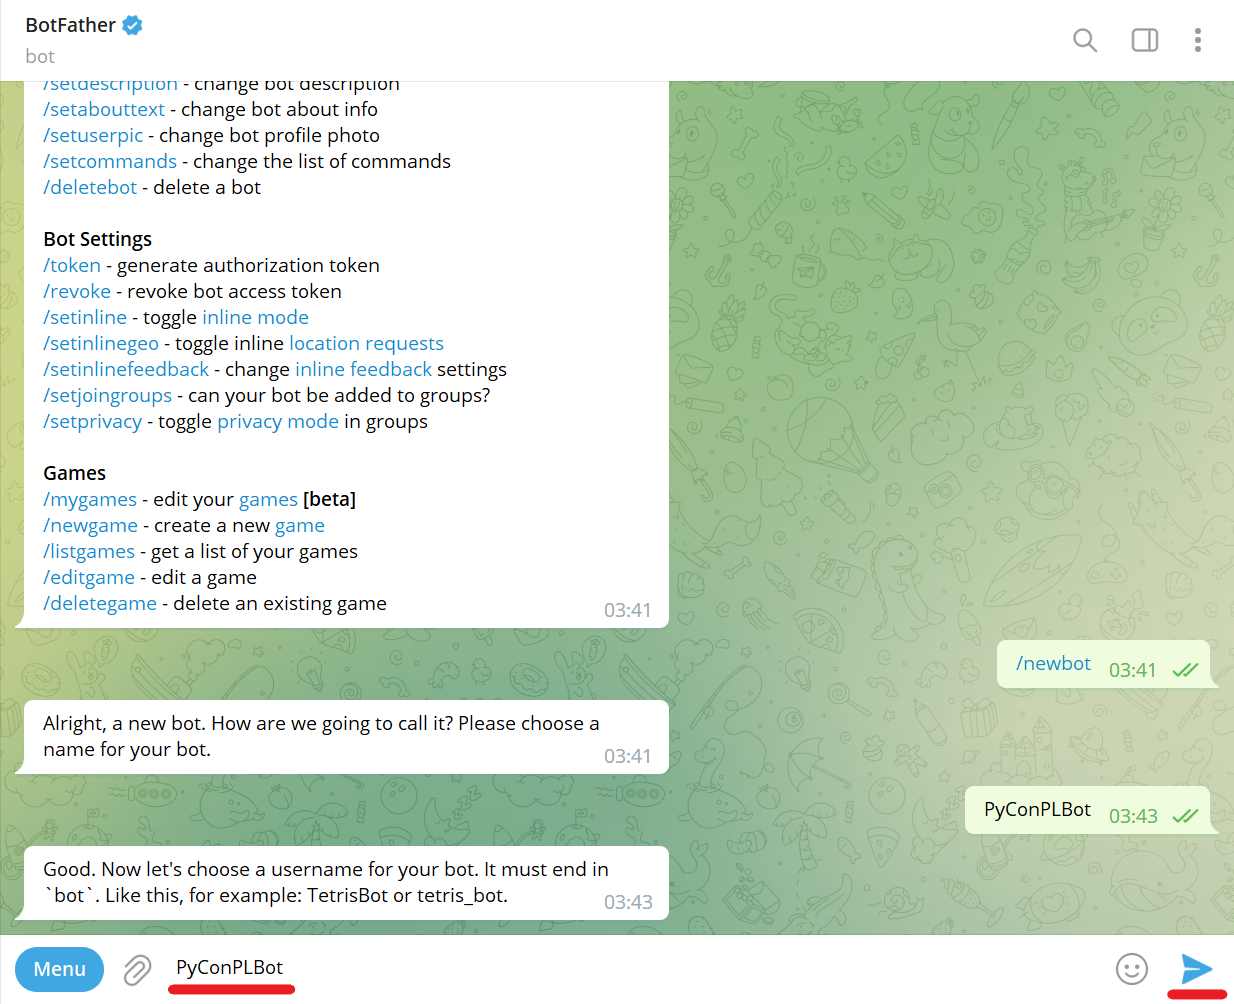 BotFather
bot
/setdescription - change bot description
/setabouttext - change bot about info
/setuserpic - change bot profile photo
/setcommands - change the list of commands
/deletebot - delete a bot
Bot Settings
/token - generate authorization token
/revoke - revoke bot access token
/setinline - toggle inline mode
/setinlinegeo - toggle inline location requests
/setinlinefeedback - change inline feedback settings
/setjoingroups - can your bot be added to groups?
/setprivacy - toggle privacy mode in groups
Games
/mygames - edit your games [beta]
/newgame - create a new game
/listgames - get a list of your games
/editgame - edit a game
/deletegame - delete an existing game
03:41
/newbot 03:41
Alright, a new bot. How are we going to call it? Please choose a
name for your bot.
03:41
PyConPLBot 03:43
Good. Now let's choose a username for your bot. It must end in
`bot`. Like this, for example: TetrisBot or tetris_bot.
03:43
Menu
PyConPLBot